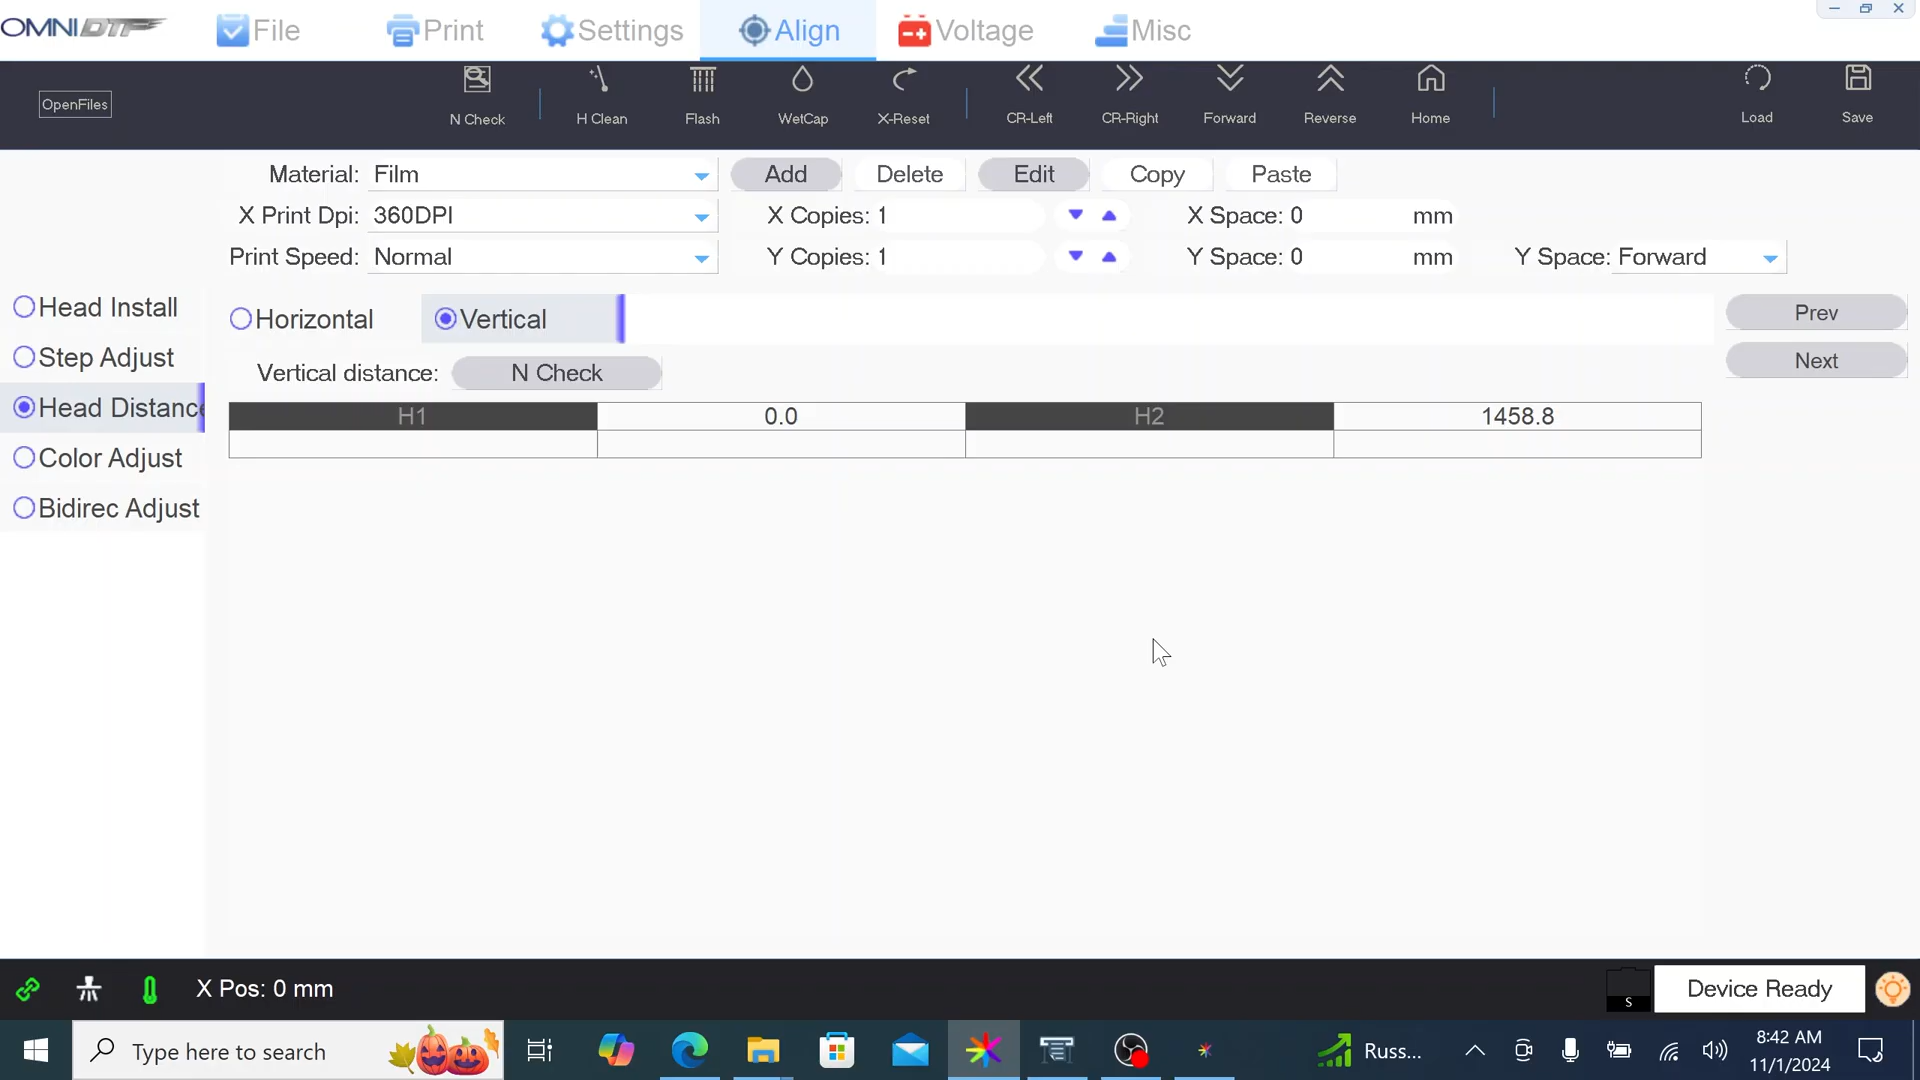 OMNIDTF File Print Settings Align Voltage Misc
OpenFiles N Check H Clean Flash WetCap X-Reset CR-Left CR-Right Forward Reverse Home Load Save
Material: Film Add Delete Edit Copy Paste
X Print Dpi: 360DPI X Copies: 1 X Space: 0 mm
Print Speed: Normal Y Copies: 1 Y Space: 0 mm Y Space: Forward
Head Install
Step Adjust
Head Distance
Color Adjust
Bidirec Adjust
Horizontal Vertical
Prev
Vertical distance: N Check
Next
H1 0.0 H2 1458.8
X Pos: 0 mm S Device Ready
Type here to search Russ... 8:42 AM
11/1/2024